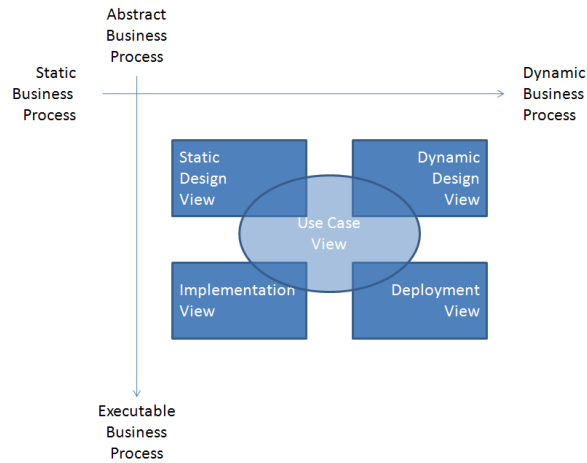 Abstract
Business
Process
Static
Business
Process
Dynamic
Business
Process
Static
Design
View
Dynamic
Design
View
Use Case
View
Implementation
View
Deployment
View
Executable
Business
Process